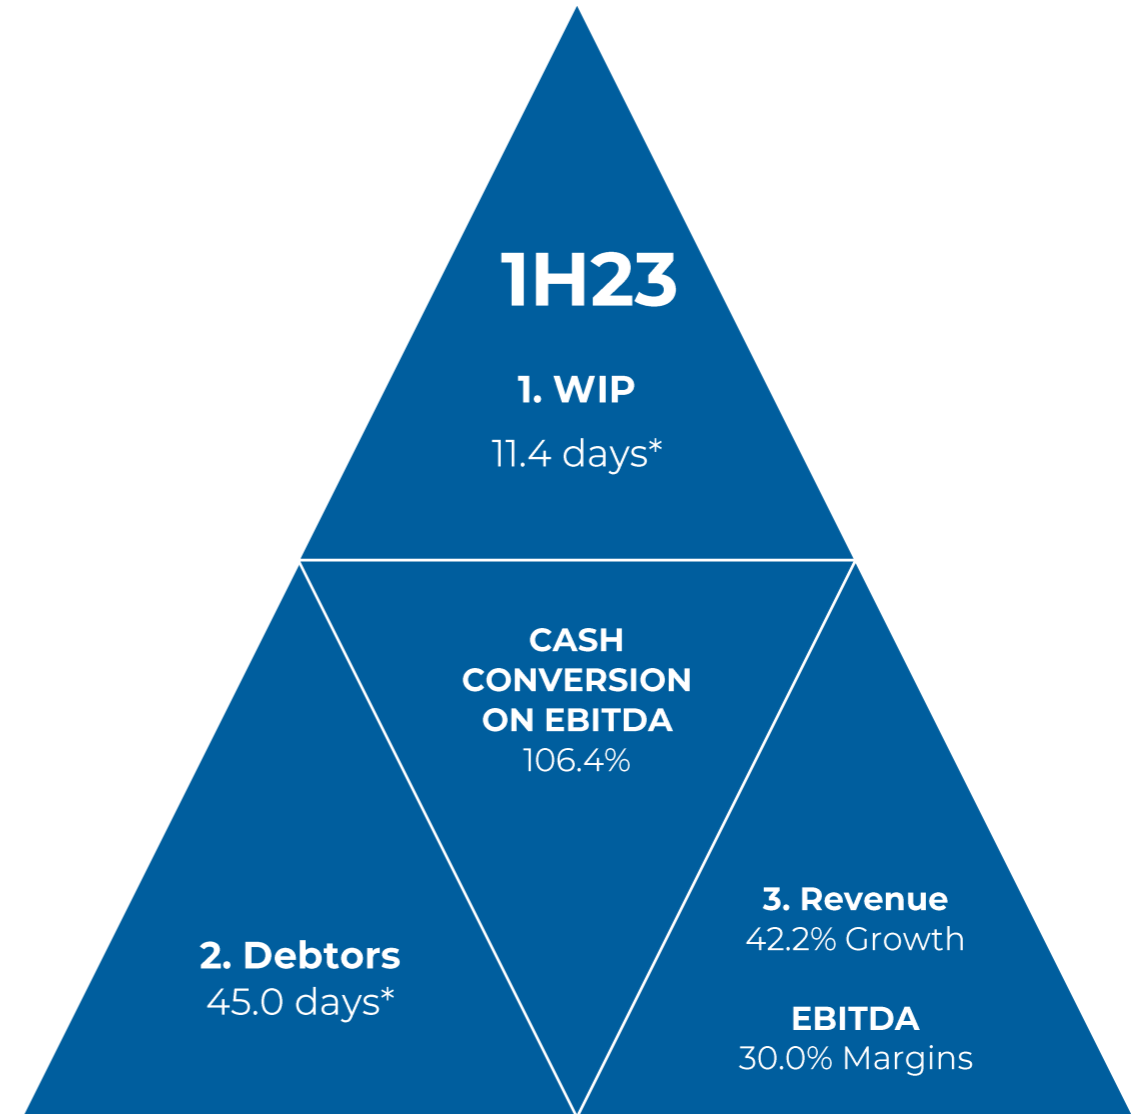 1H23
1. WIP
11.4 days*
CASH
CONVERSION
ON EBITDA
106.4%
2. Debtors
45.0 days*
3. Revenue
42.2% Growth
EBITDA
30.0% Margins